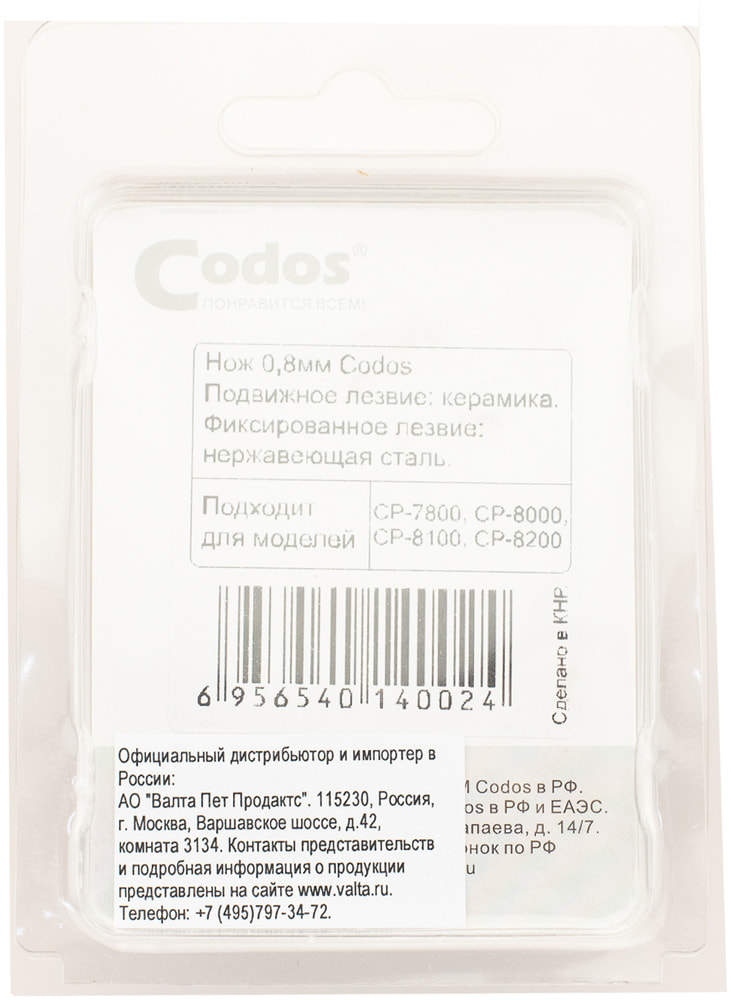 Codos®
ПОНРАВИТСЯ ВСЕМ!
Нож 0,8мм Codos
Подвижное лезвие: керамика.
Фиксированное лезвие:
нержавеющая сталь.
Подходит
для моделей
CP-7800, CP-8000,
CP-8100, CP-8200
Сделано в КНР
6 956540 140024
Официальный дистрибьютор и импортер в
России:
АО "Валта Пет Продактс". 115230, Россия,
г. Москва, Варшавское шоссе, д.42,
комната 3134. Контакты представительств
и подробная информация о продукции
представлены на сайте www.valta.ru.
Телефон: +7 (495)797-34-72.
Codos в РФ.
в РФ и ЕАЭС.
д. 14/7.
по РФ